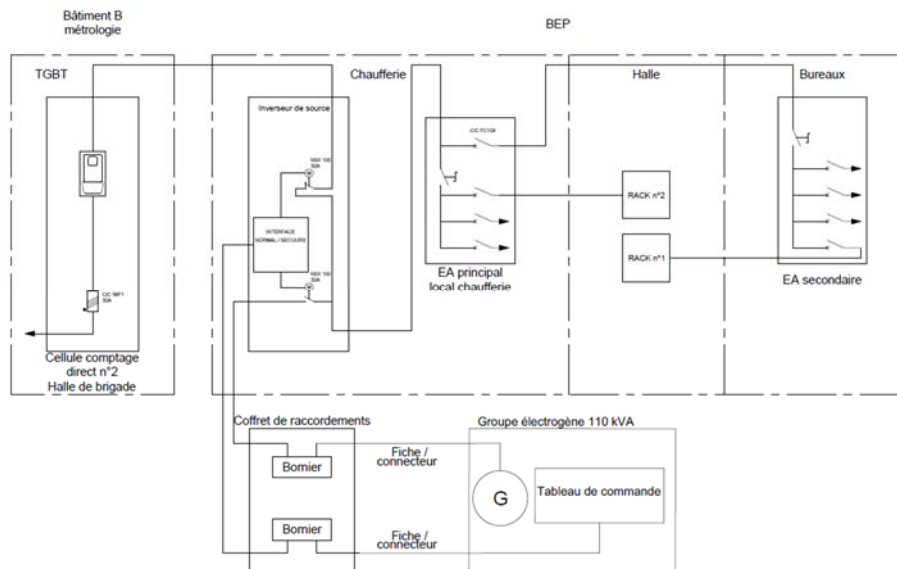 Bâtiment B
métrologie
BEP
TGBT
Chaufferie
Halle
Bureaux
Inverseur de source
NSX 100
50A
C/C FC10A
INTERFACE
NORMAL / SECOURS
NSX 100
50A
RACK n°2
RACK n°1
50A
EA principal
local chaufferie
EA secondaire
Cellule comptage
direct n°2
Halle de brigade
Coffret de raccordements
Groupe électrogène 110 kVA
Bornier
Fiche /
connecteur
G
Tableau de commande
Bornier
Fiche /
connecteur